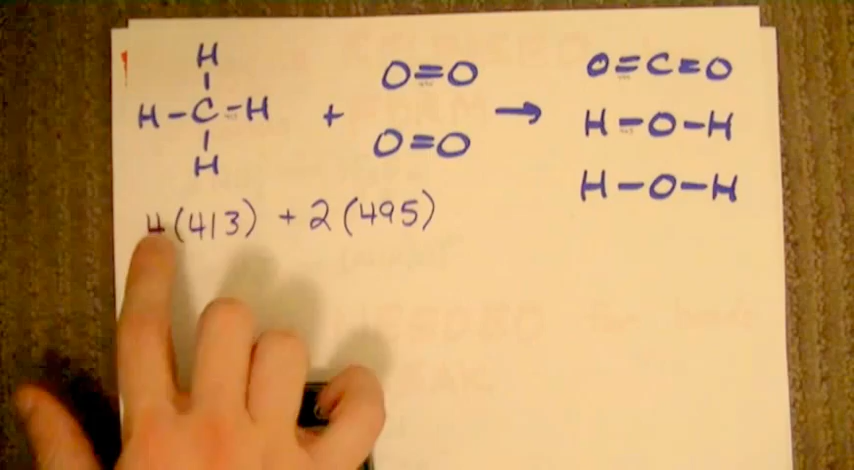 H
O=O O=C=O
H-C-H + →
H-O-H
O=O
H
H-O-H
4(413) + 2(495)